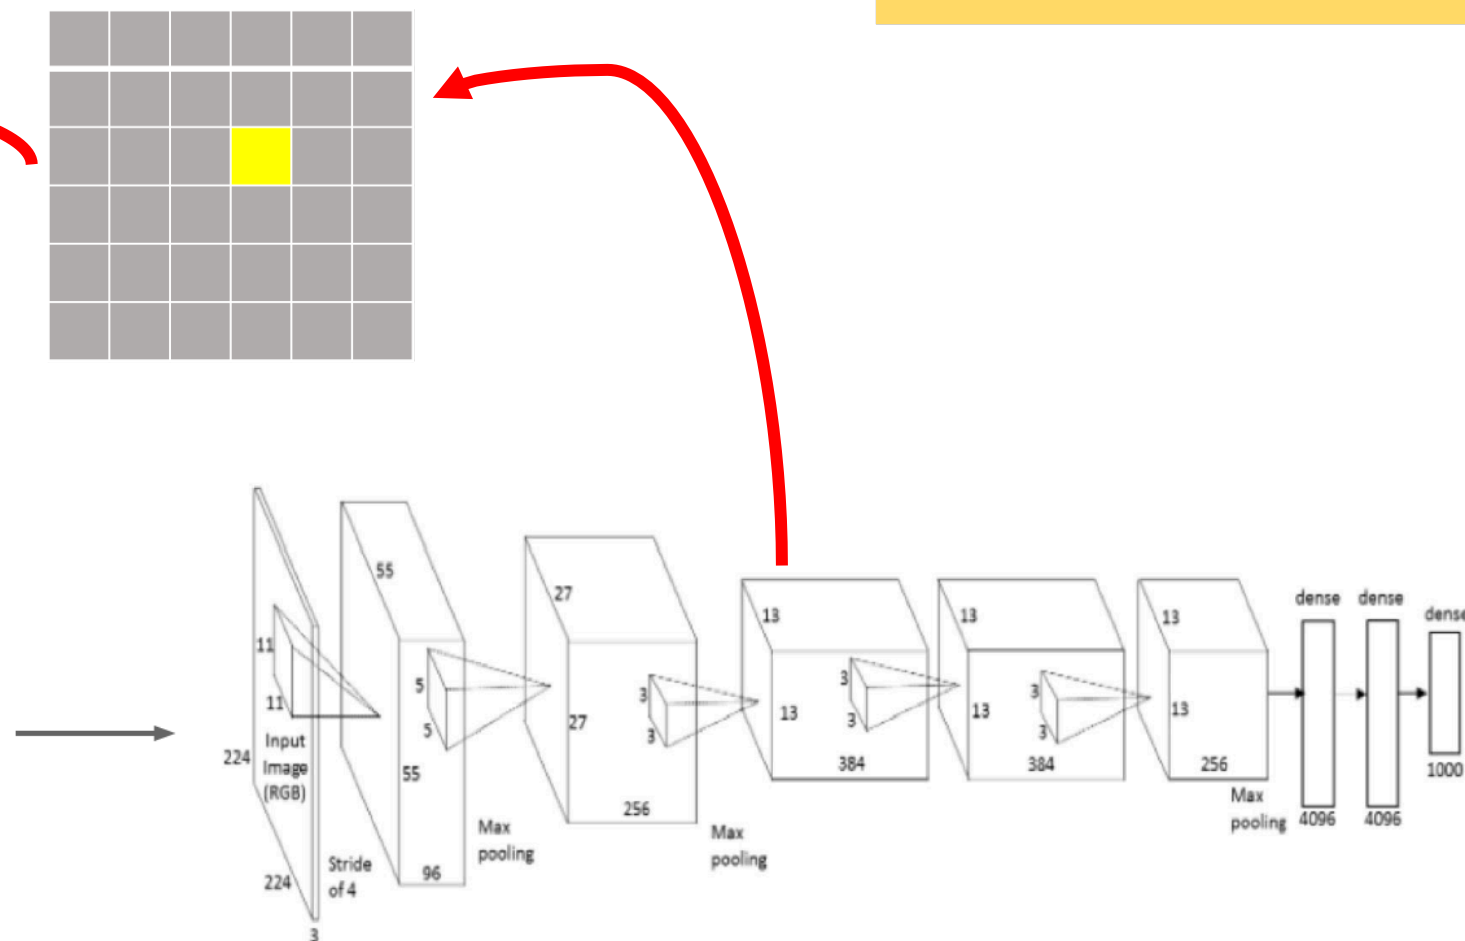 11
11
224
224
3
Input
Image
(RGB)
Stride
of 4
55
55
96
5
5
Max
pooling
27
27
256
3
3
Max
pooling
13
13
384
3
3
13
13
384
3
3
13
13
256
Max
pooling
dense
4096
dense
4096
dense
1000